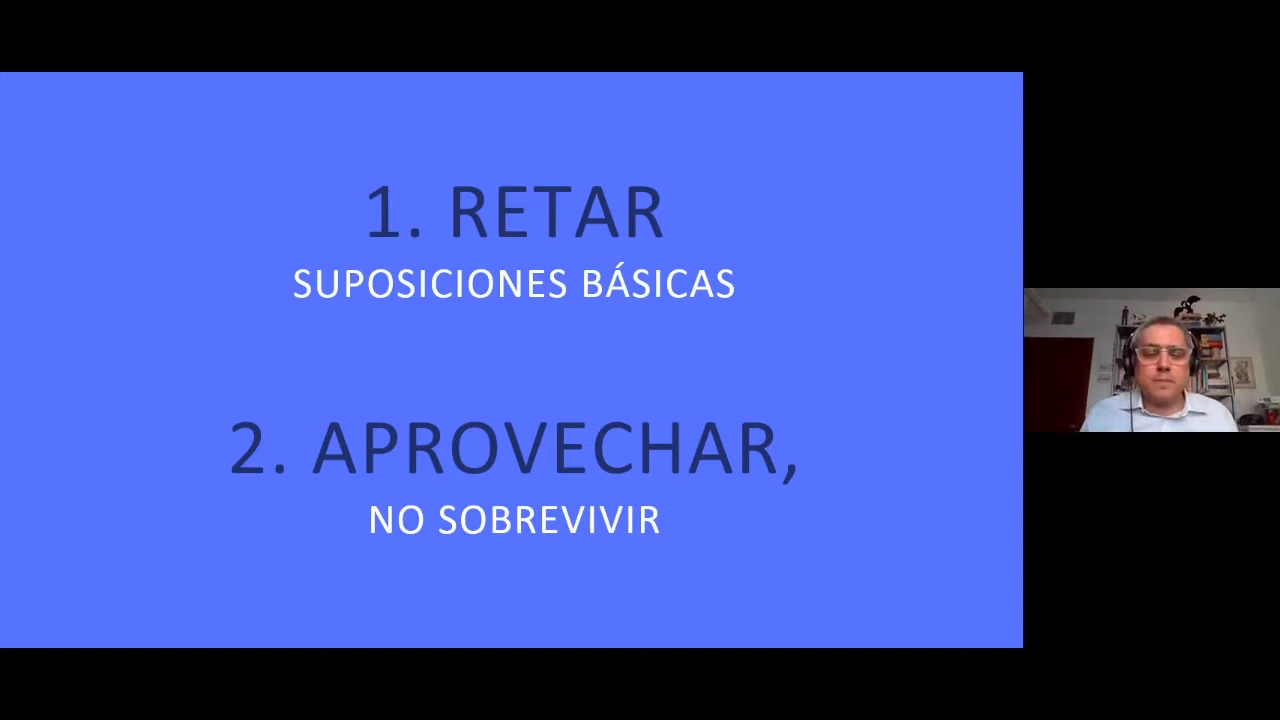 1. RETAR
SUPOSICIONES BÁSICAS
2. APROVECHAR,
NO SOBREVIVIR